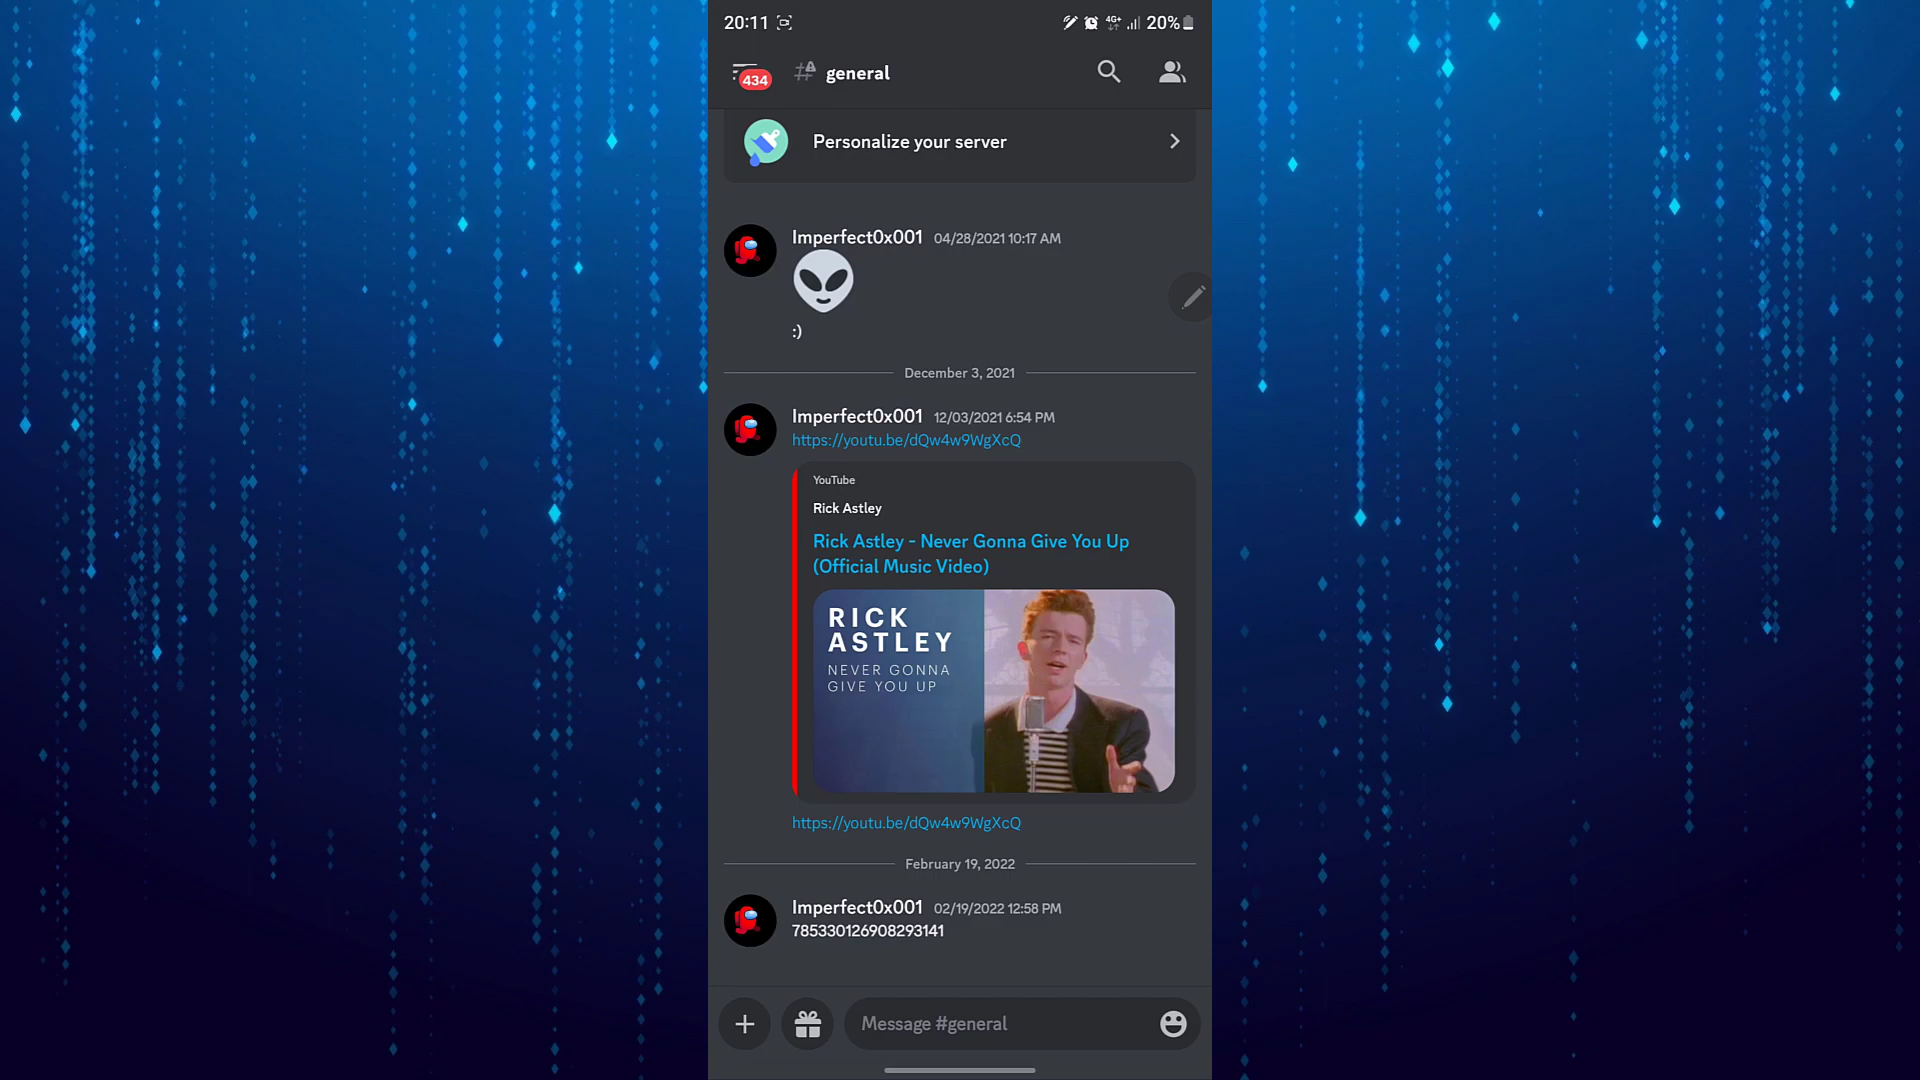 20:11 4G+ 20%
434 general
Personalize your server
Imperfect0x001 04/28/2021 10:17 AM
:)
December 3, 2021
Imperfect0x001 12/03/2021 6:54 PM
https://youtu.be/dQw4w9WgXcQ
YouTube
Rick Astley
Rick Astley - Never Gonna Give You Up
(Official Music Video)
RICK
ASTLEY
NEVER GONNA
GIVE YOU UP
https://youtu.be/dQw4w9WgXcQ
February 19, 2022
Imperfect0x001 02/19/2022 12:58 PM
785330126908293141
Message #general